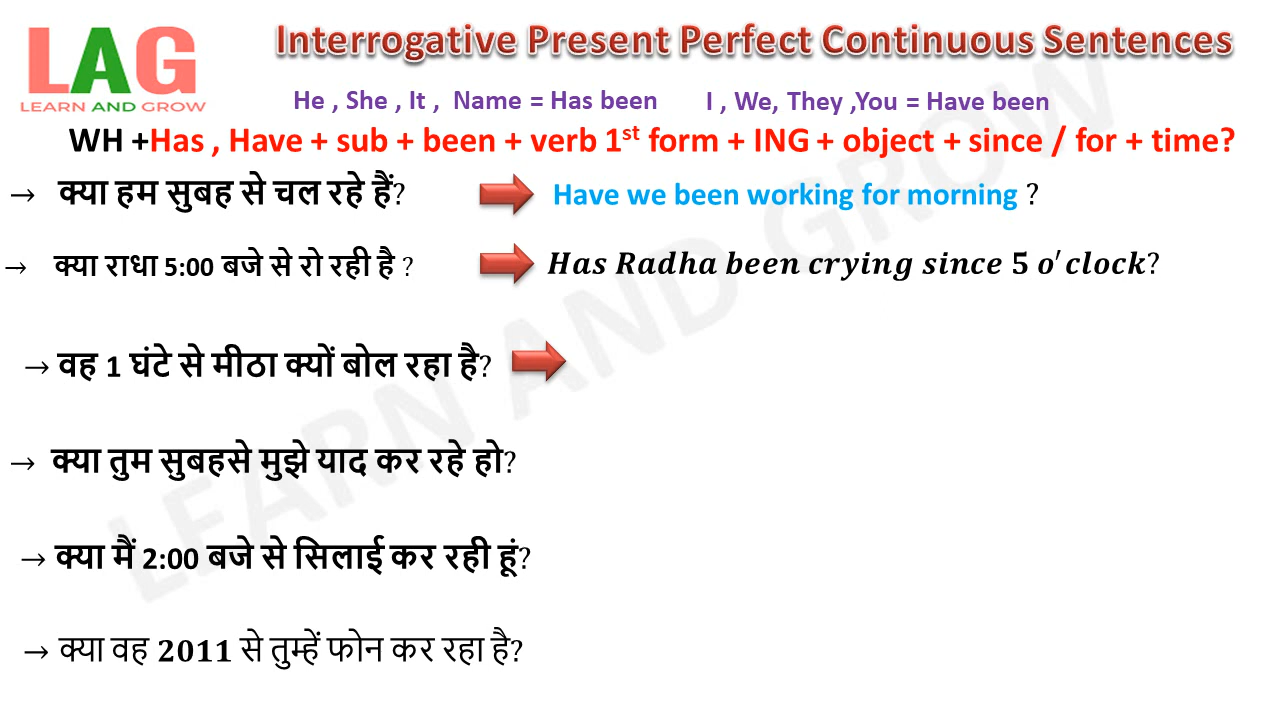 LAG
LEARN AND GROW
Interrogative Present Perfect Continuous Sentences
He , She , It , Name = Has been I , We, They ,You = Have been
WH +Has , Have + sub + been + verb 1st form + ING + object + since / for + time?
→ क्या हम सुबह से चल रहे हैं? Have we been working for morning ?
→ क्या राधा 5:00 बजे से रो रही है ? Has Radha been crying since 5 o'clock?
→ वह 1 घंटे से मीठा क्यों बोल रहा है?
→ क्या तुम सुबहसे मुझे याद कर रहे हो?
→ क्या मैं 2:00 बजे से सिलाई कर रही हूं?
→ क्या वह 2011 से तुम्हें फोन कर रहा है?
LEARN AND GROW